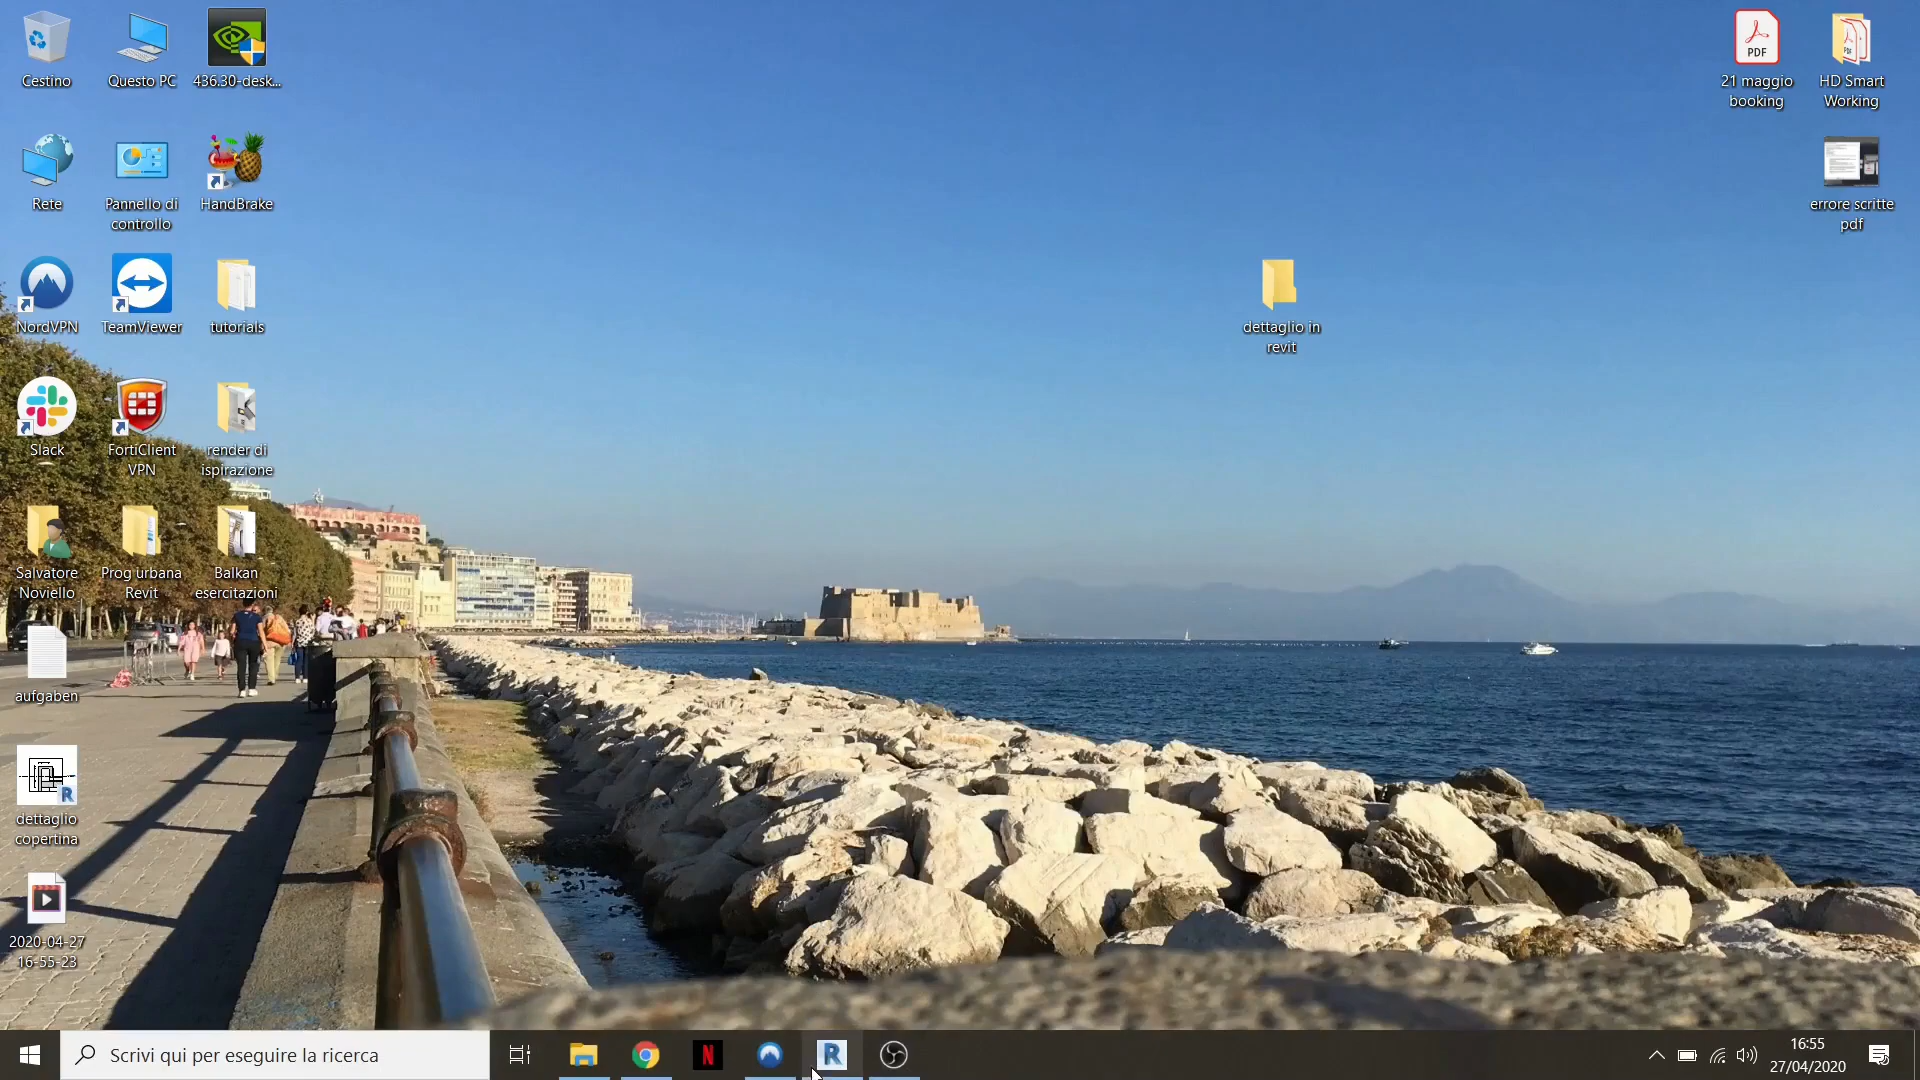 Cestino
Questo PC
436.30-desk...
Rete
Pannello di
controllo
HandBrake
NordVPN
TeamViewer
tutorials
Slack
FortiClient
VPN
render di
ispirazione
Salvatore
Noviello
Prog urbana
Revit
Balkan
esercitazioni
aufgaben
dettaglio
copertina
2020-04-27
16-55-23
dettaglio in
revit
PDF
21 maggio
booking
HD Smart
Working
errore scritte
pdf
Scrivi qui per eseguire la ricerca
N
R
16:55
27/04/2020